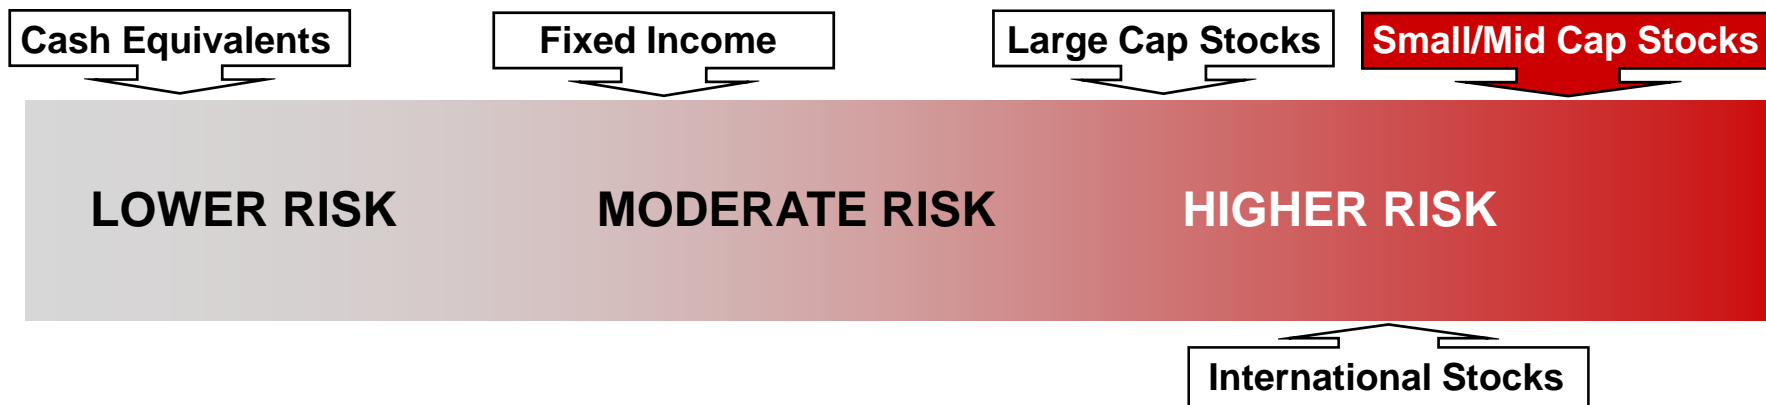 Cash Equivalents
Fixed Income
Large Cap Stocks
Small/Mid Cap Stocks
LOWER RISK
MODERATE RISK
HIGHER RISK
International Stocks